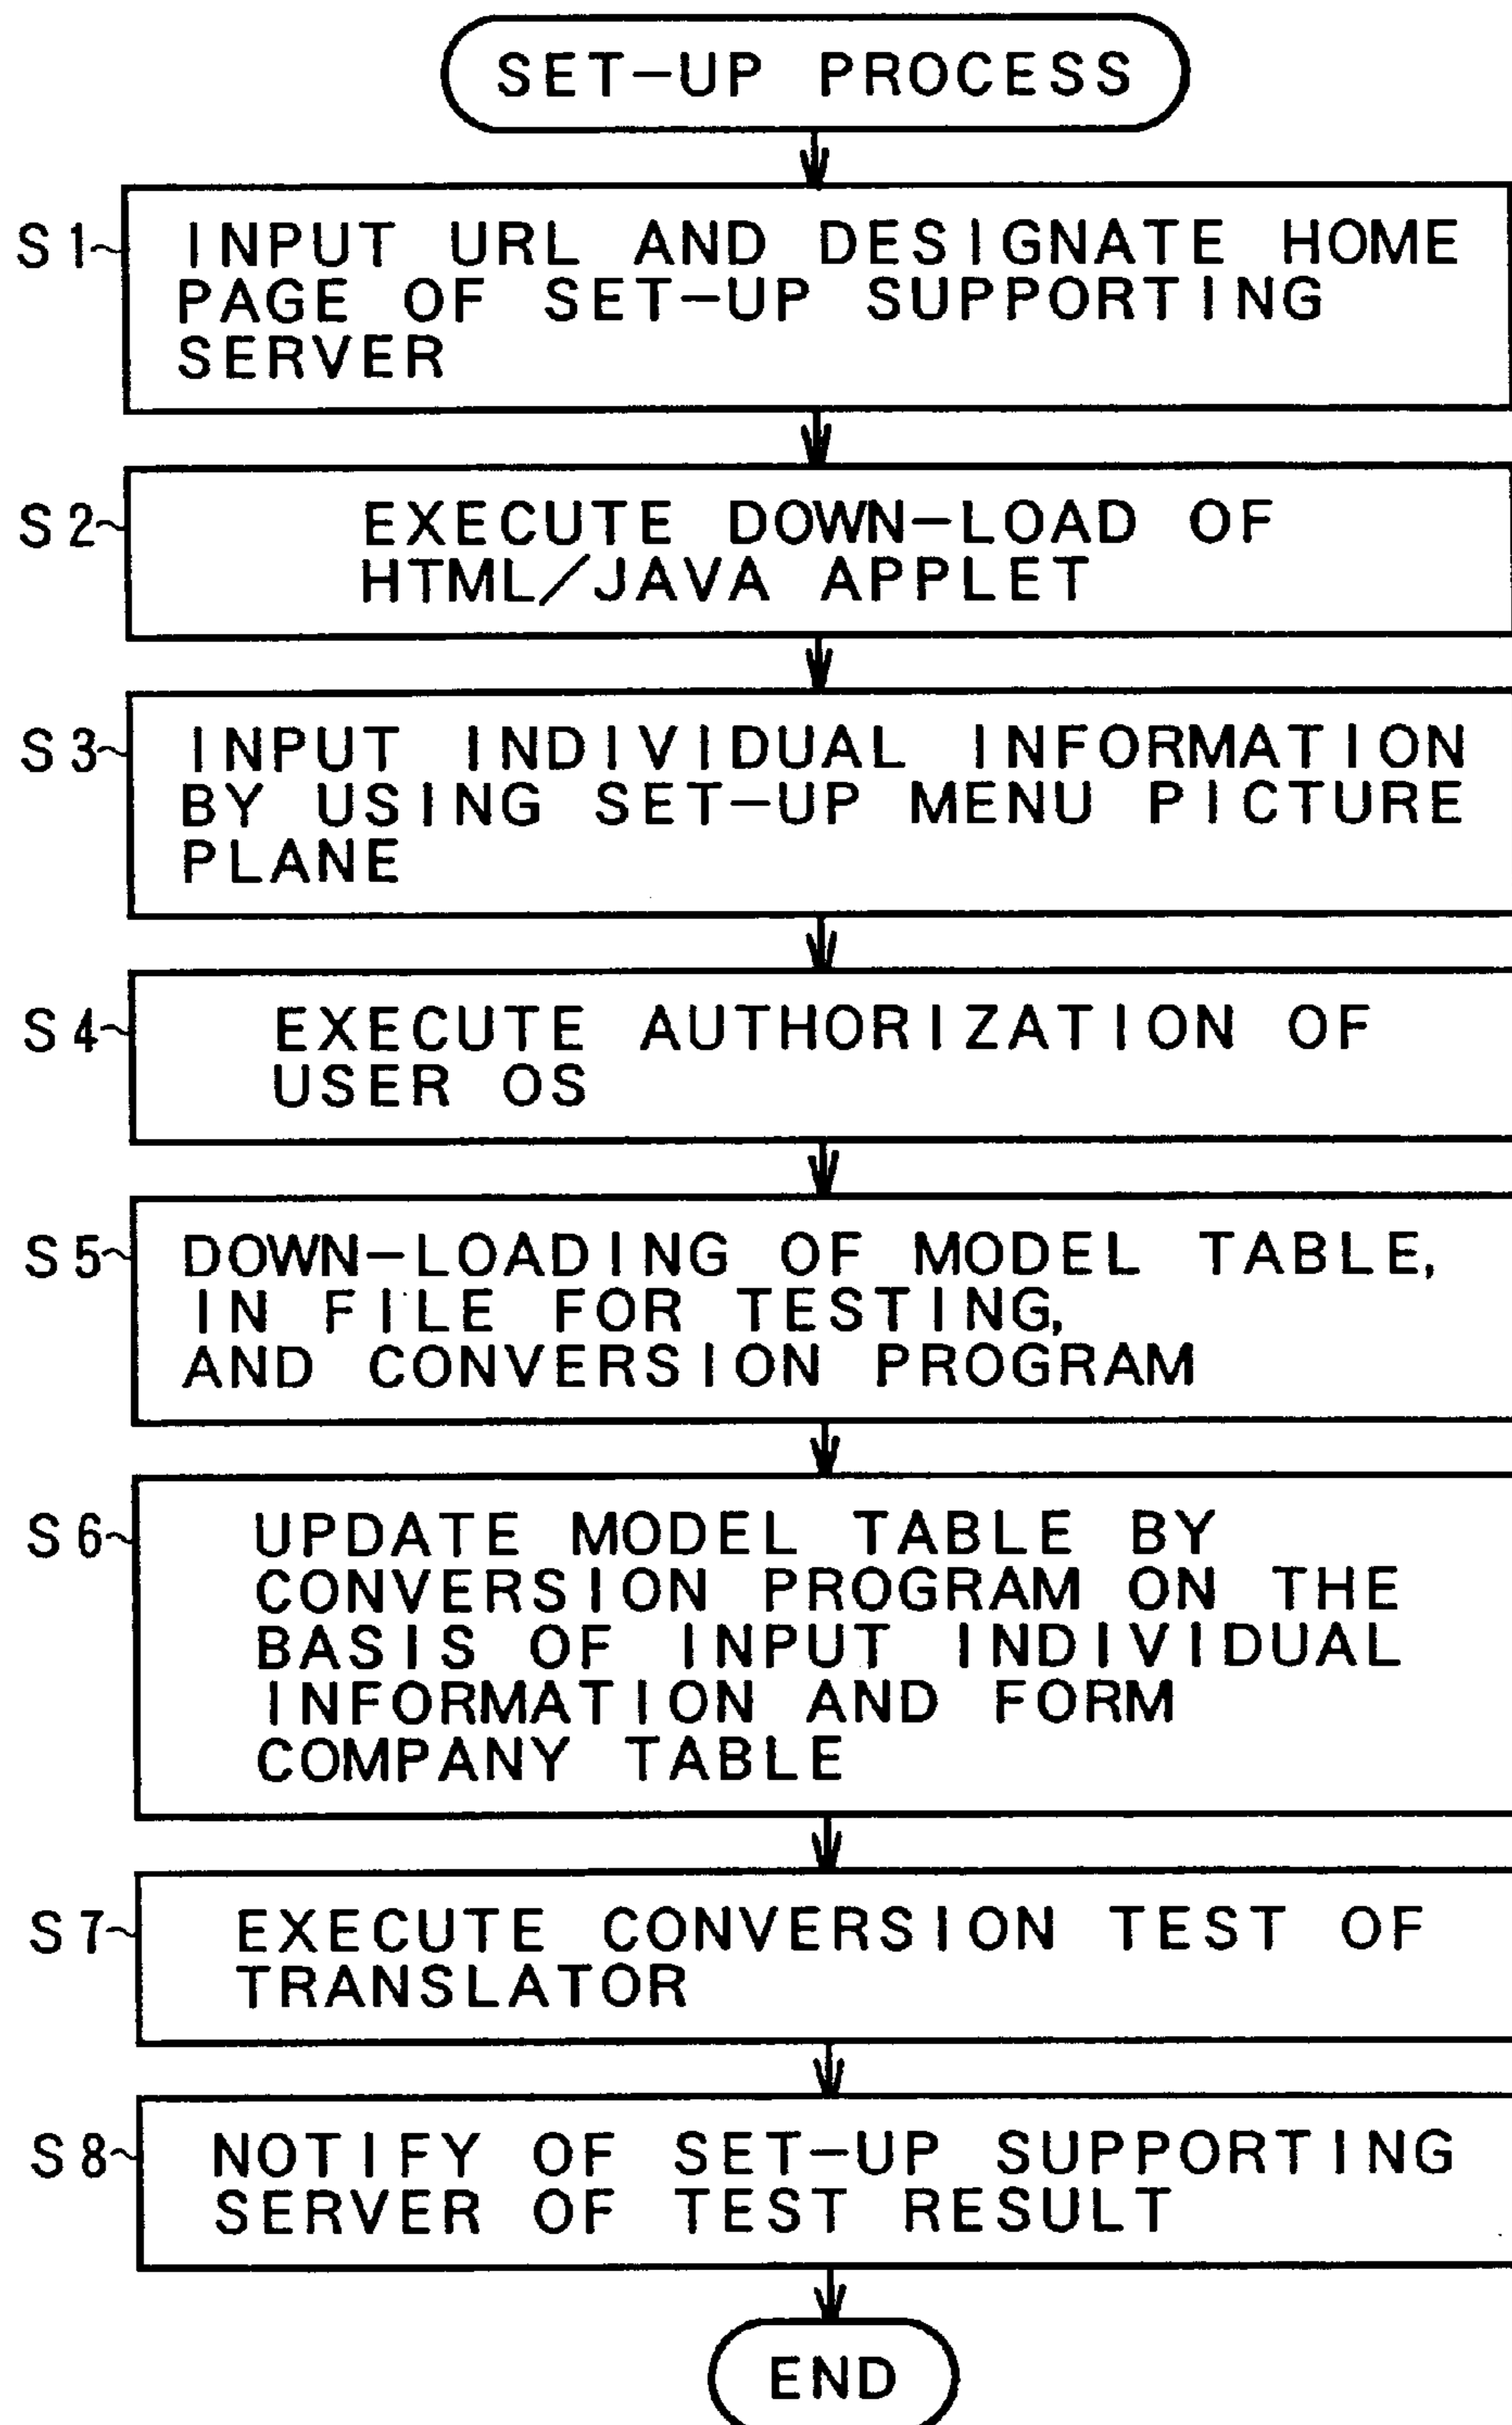 SET-UP PROCESS
S1 INPUT URL AND DESIGNATE HOME
PAGE OF SET-UP SUPPORTING
SERVER
S2 EXECUTE DOWN-LOAD OF
HTML/JAVA APPLET
S3 INPUT INDIVIDUAL INFORMATION
BY USING SET-UP MENU PICTURE
PLANE
S4 EXECUTE AUTHORIZATION OF
USER OS
S5 DOWN-LOADING OF MODEL TABLE,
IN FILE FOR TESTING,
AND CONVERSION PROGRAM
S6 UPDATE MODEL TABLE BY
CONVERSION PROGRAM ON THE
BASIS OF INPUT INDIVIDUAL
INFORMATION AND FORM
COMPANY TABLE
S7 EXECUTE CONVERSION TEST OF
TRANSLATOR
S8 NOTIFY OF SET-UP SUPPORTING
SERVER OF TEST RESULT
END